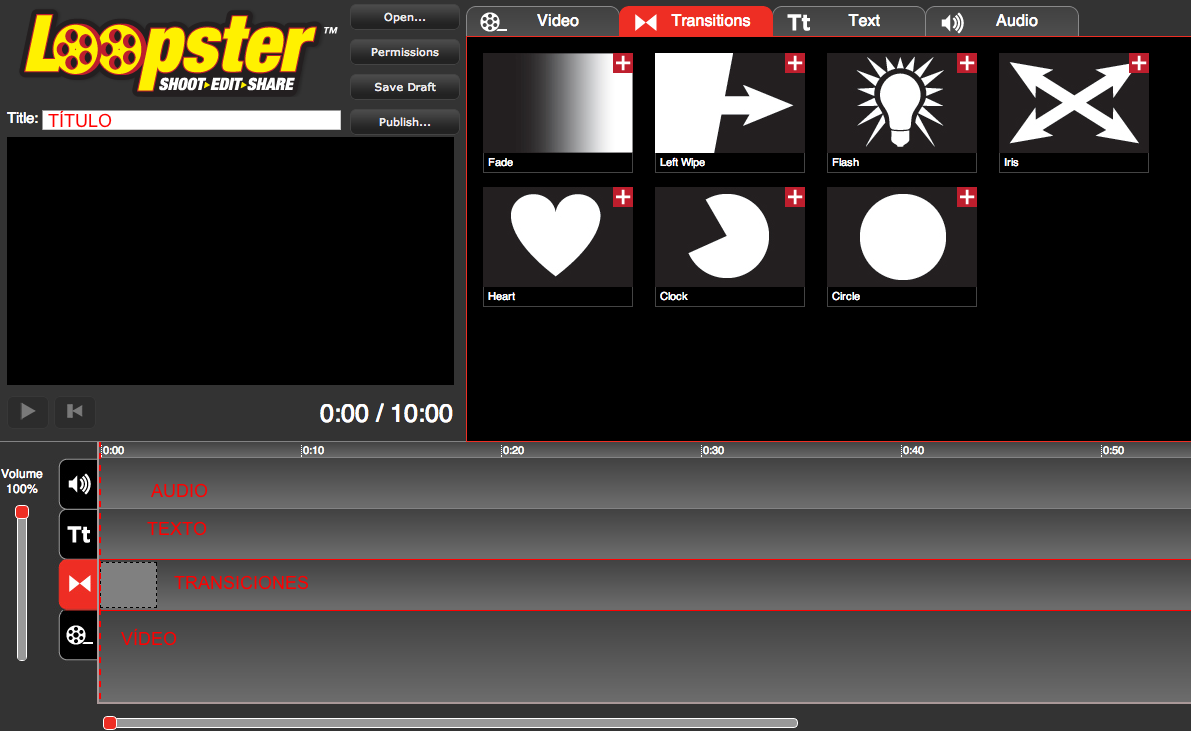 Loopster™
SHOOT·EDIT·SHARE
Open...
Permissions
Save Draft
Publish...
Title: TÍTULO
0:00 / 10:00
Video
Transitions
Tt Text
Audio
Fade
Left Wipe
Flash
Iris
Heart
Clock
Circle
0:00 0:10 0:20 0:30 0:40 0:50
Volume
100%
AUDIO
Tt TEXTO
TRANSICIONES
VÍDEO